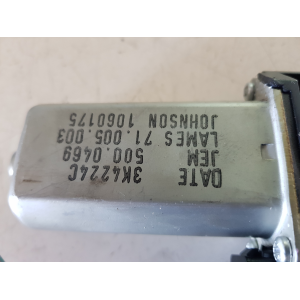 DATE 3K4224C
JEM 500.0469
LAMES 71.005.003
JOHNSON 1060175